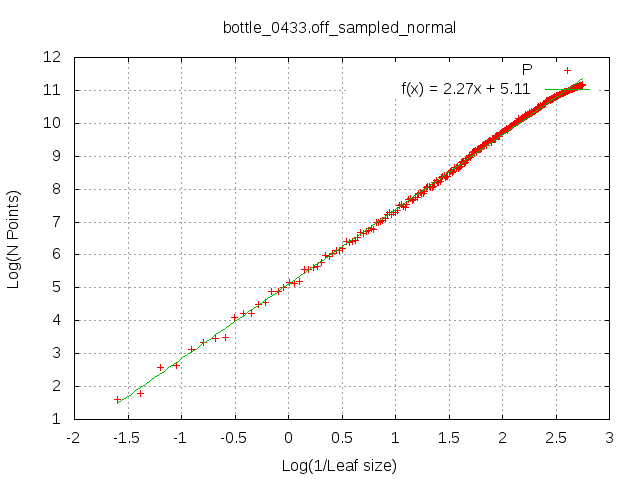 bottle_0433.off_sampled_normal
P
f(x) = 2.27x + 5.11
12
11
10
9
8
7
6
5
4
3
2
1
Log(N Points)
-2 -1.5 -1 -0.5 0 0.5 1 1.5 2 2.5 3
Log(1/Leaf size)